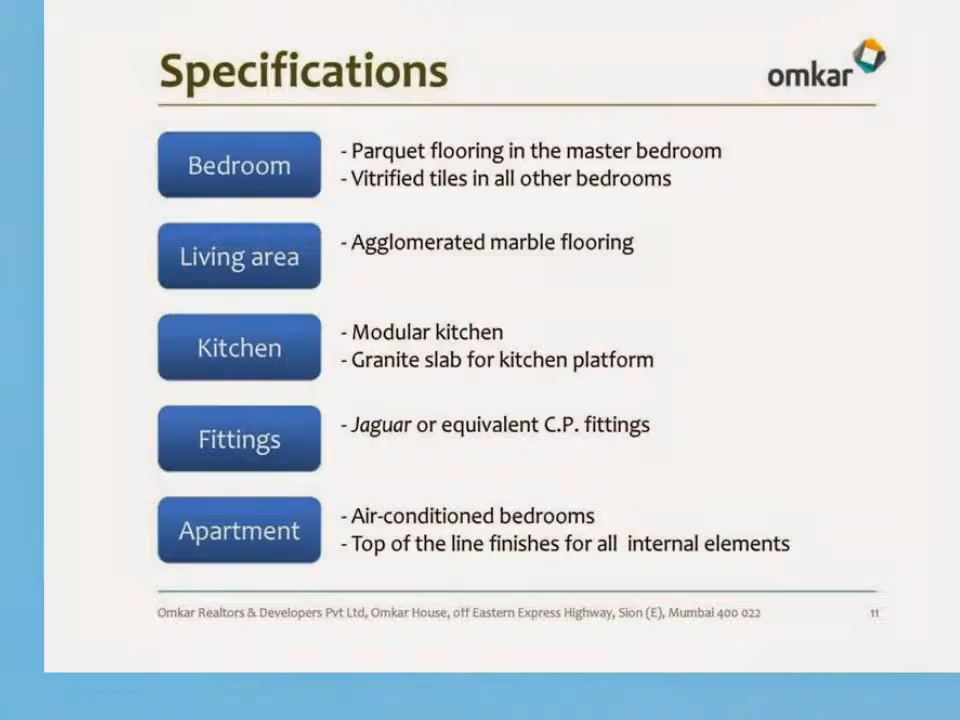 Specifications
omkar
Bedroom
- Parquet flooring in the master bedroom
- Vitrified tiles in all other bedrooms
Living area
- Agglomerated marble flooring
Kitchen
- Modular kitchen
- Granite slab for kitchen platform
Fittings
- Jaguar or equivalent C.P. fittings
Apartment
- Air-conditioned bedrooms
- Top of the line finishes for all internal elements
Omkar Realtors & Developers Pvt Ltd, Omkar House, off Eastern Express Highway, Sion (E), Mumbai 400 022
11